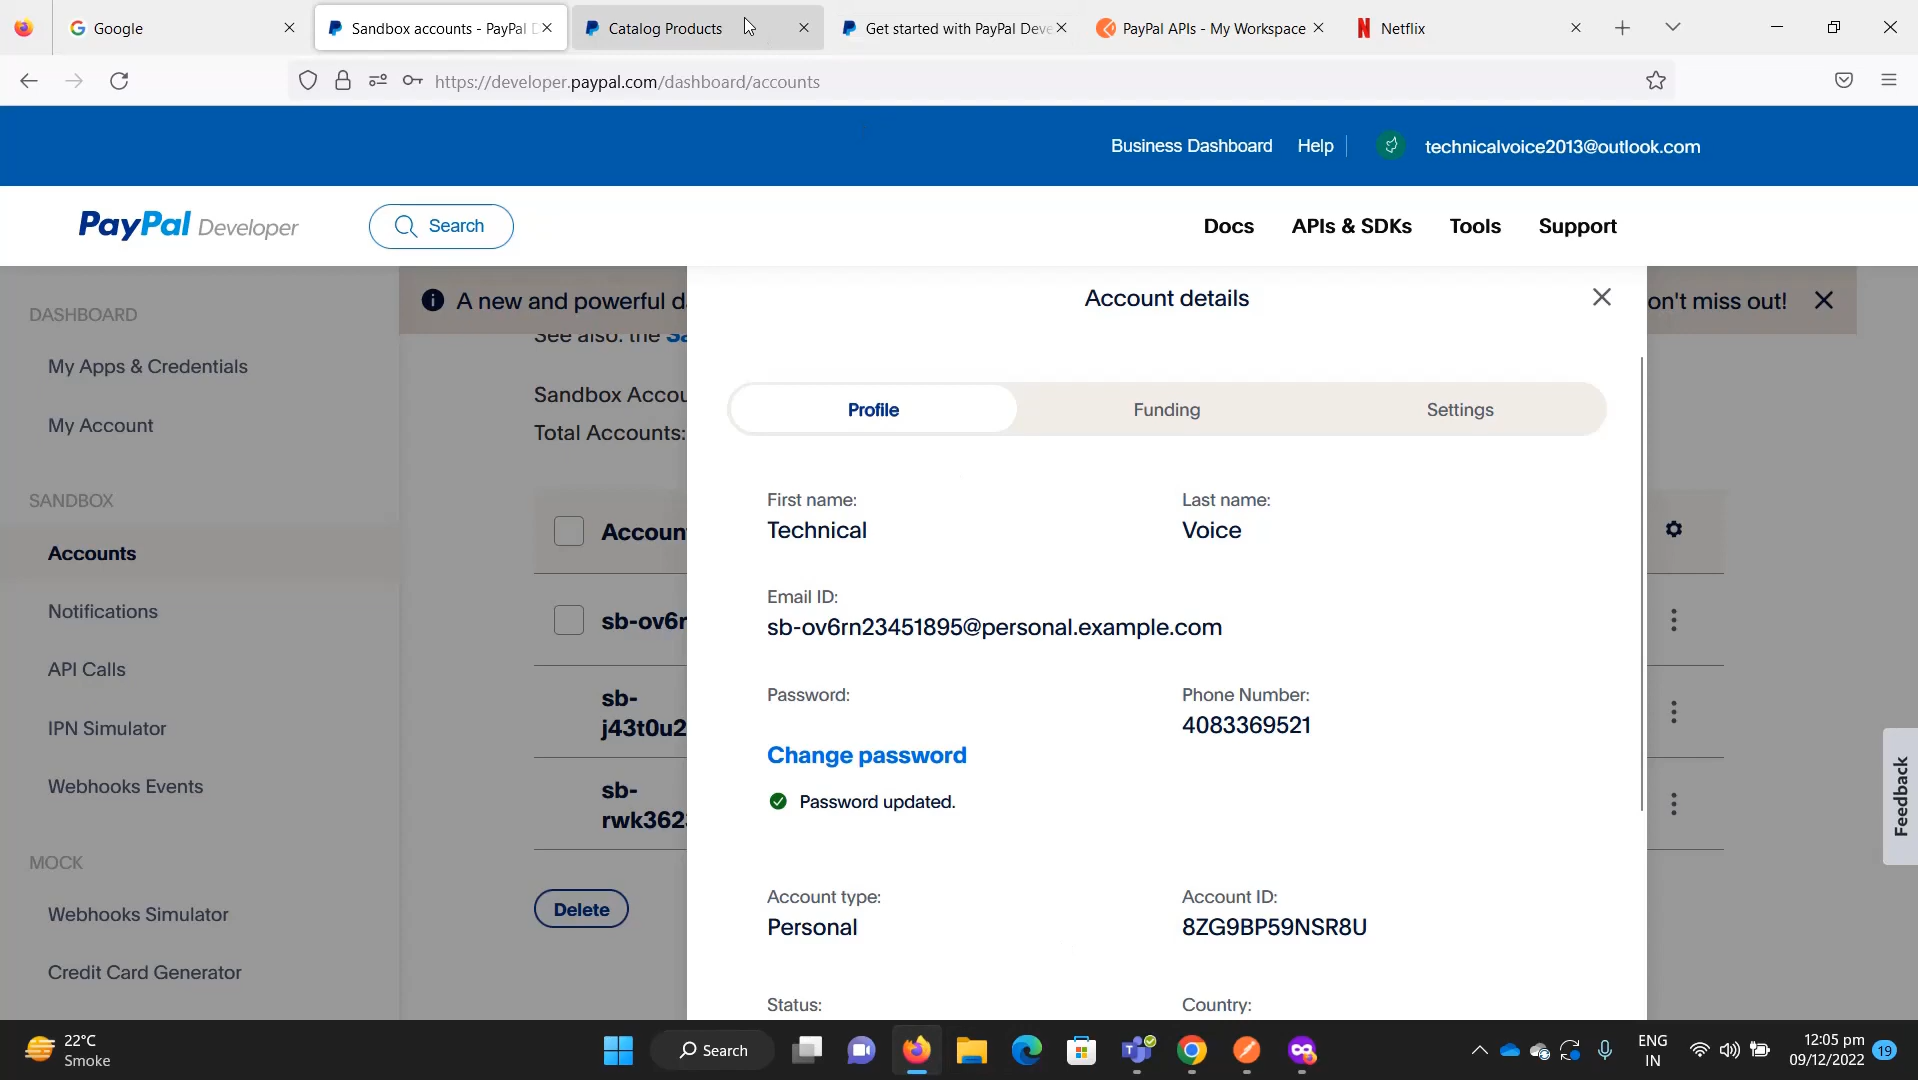 Google
Sandbox accounts - PayPal D
Catalog Products
Get started with PayPal Deve
PayPal APIs - My Workspace
Netflix
https://developer.paypal.com/dashboard/accounts
Business Dashboard
Help
technicalvoice2013@outlook.com
PayPal Developer
Search
Docs
APIs & SDKs
Tools
Support
DASHBOARD
My Apps & Credentials
My Account
SANDBOX
Accounts
Notifications
API Calls
IPN Simulator
Webhooks Events
MOCK
Webhooks Simulator
Credit Card Generator
A new and powerful d
on't miss out!
See also: the Sa
Sandbox Accou
Total Accounts:
Accoun
sb-ov6r
sb-
j43t0u2
sb-
rwk362
Delete
Account details
Profile
Funding
Settings
First name:
Technical
Last name:
Voice
Email ID:
sb-ov6rn23451895@personal.example.com
Password:
Change password
Password updated.
Phone Number:
4083369521
Account type:
Personal
Account ID:
8ZG9BP59NSR8U
Status:
Country:
Feedback
22°C
Smoke
Search
ENG
IN
12:05 pm
09/12/2022
19